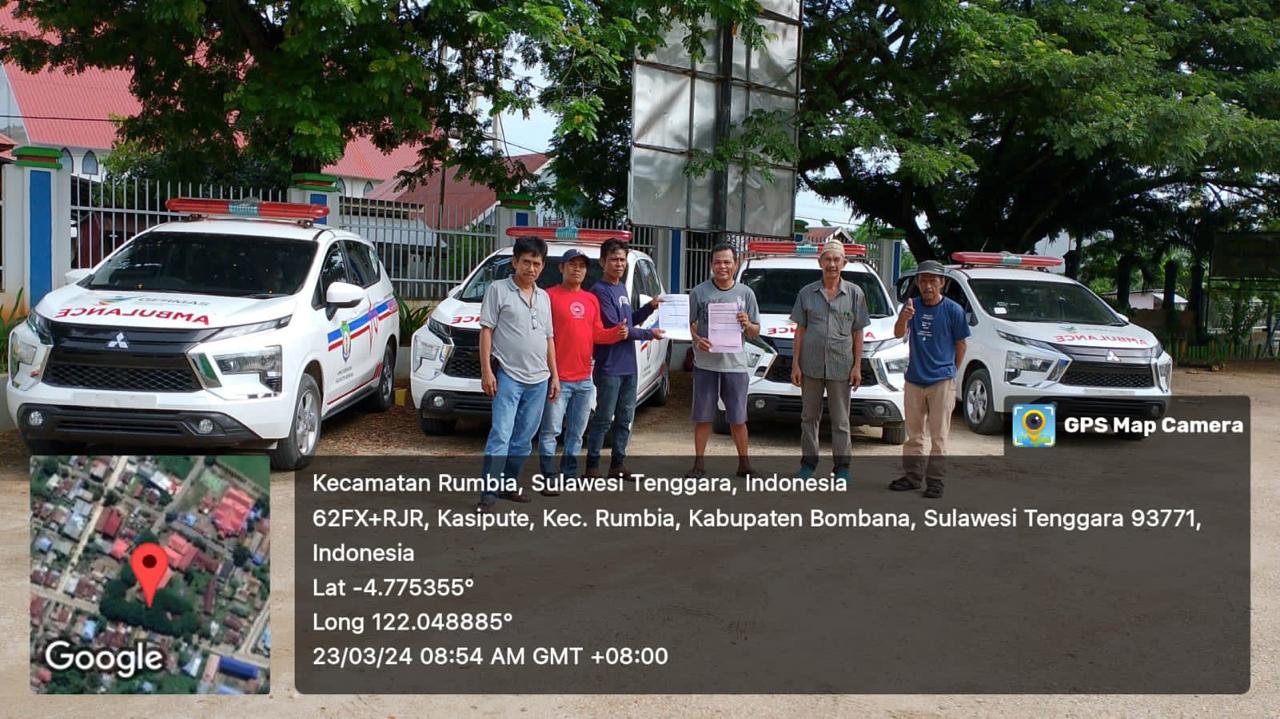 GERMAS
AMBULANCE
GPS Map Camera
Kecamatan Rumbia, Sulawesi Tenggara, Indonesia
62FX+RJR, Kasipute, Kec. Rumbia, Kabupaten Bombana, Sulawesi Tenggara 93771,
Indonesia
Lat -4.775355°
Long 122.048885°
23/03/24 08:54 AM GMT +08:00
Google